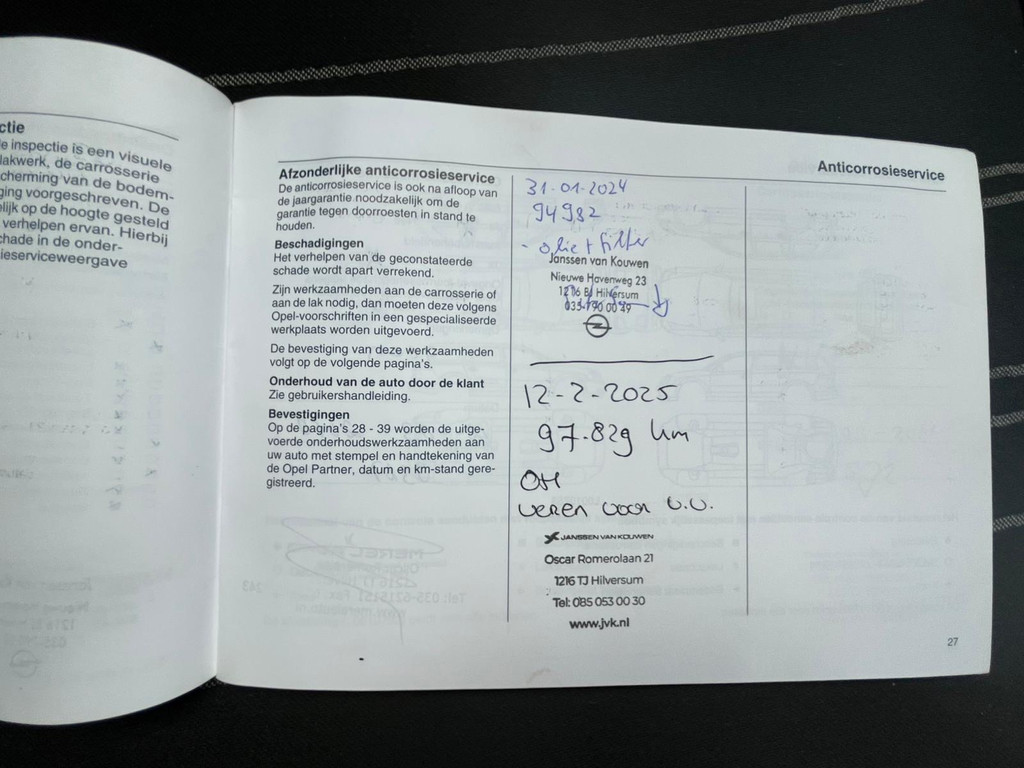 ctie
e inspectie is een visuele
lakwerk, de carrosserie
cherming van de bodem-
ging voorgeschreven. De
lijk op de hoogte gesteld
verhelpen ervan. Hierbij
chade in de onder-
ieserviceweergave
Anticorrosieservice
Afzonderlijke anticorrosieservice
De anticorrosieservice is ook na afloop van
de jaargarantie noodzakelijk om de
garantie tegen doorroesten in stand te
houden.
Beschadigingen
Het verhelpen van de geconstateerde
schade wordt apart verrekend.
Zijn werkzaamheden aan de carrosserie of
aan de lak nodig, dan moeten deze volgens
Opel-voorschriften in een gespecialiseerde
werkplaats worden uitgevoerd.
De bevestiging van deze werkzaamheden
volgt op de volgende pagina's.
Onderhoud van de auto door de klant
Zie gebruikershandleiding.
Bevestigingen
Op de pagina's 28 - 39 worden de uitge-
voerde onderhoudswerkzaamheden aan
uw auto met stempel en handtekening van
de Opel Partner, datum en km-stand gere-
gistreerd.
31-01-2024
94982
- olie + filter
Janssen van Kouwen
Nieuwe Havenweg 23
Hilversum
12-2-2025
97.829 km
OH
veren voor v.v.
JANSSEN VAN KOUWEN
Oscar Romerolaan 21
1216 TJ Hilversum
Tel: 085 053 00 30
www.jvk.nl
27